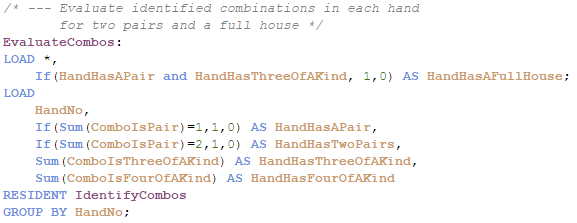 /* --- Evaluate identified combinations in each hand
for two pairs and a full house */
EvaluateCombos:
LOAD *,
If(HandHasAPair and HandHasThreeOfAKind, 1,0) AS HandHasAFullHouse;
LOAD
HandNo,
If(Sum(ComboIsPair)=1,1,0) AS HandHasAPair,
If(Sum(ComboIsPair)=2,1,0) AS HandHasTwoPairs,
Sum(ComboIsThreeOfAKind) AS HandHasThreeOfAKind,
Sum(ComboIsFourOfAKind) AS HandHasFourOfAKind
RESIDENT IdentifyCombos
GROUP BY HandNo;